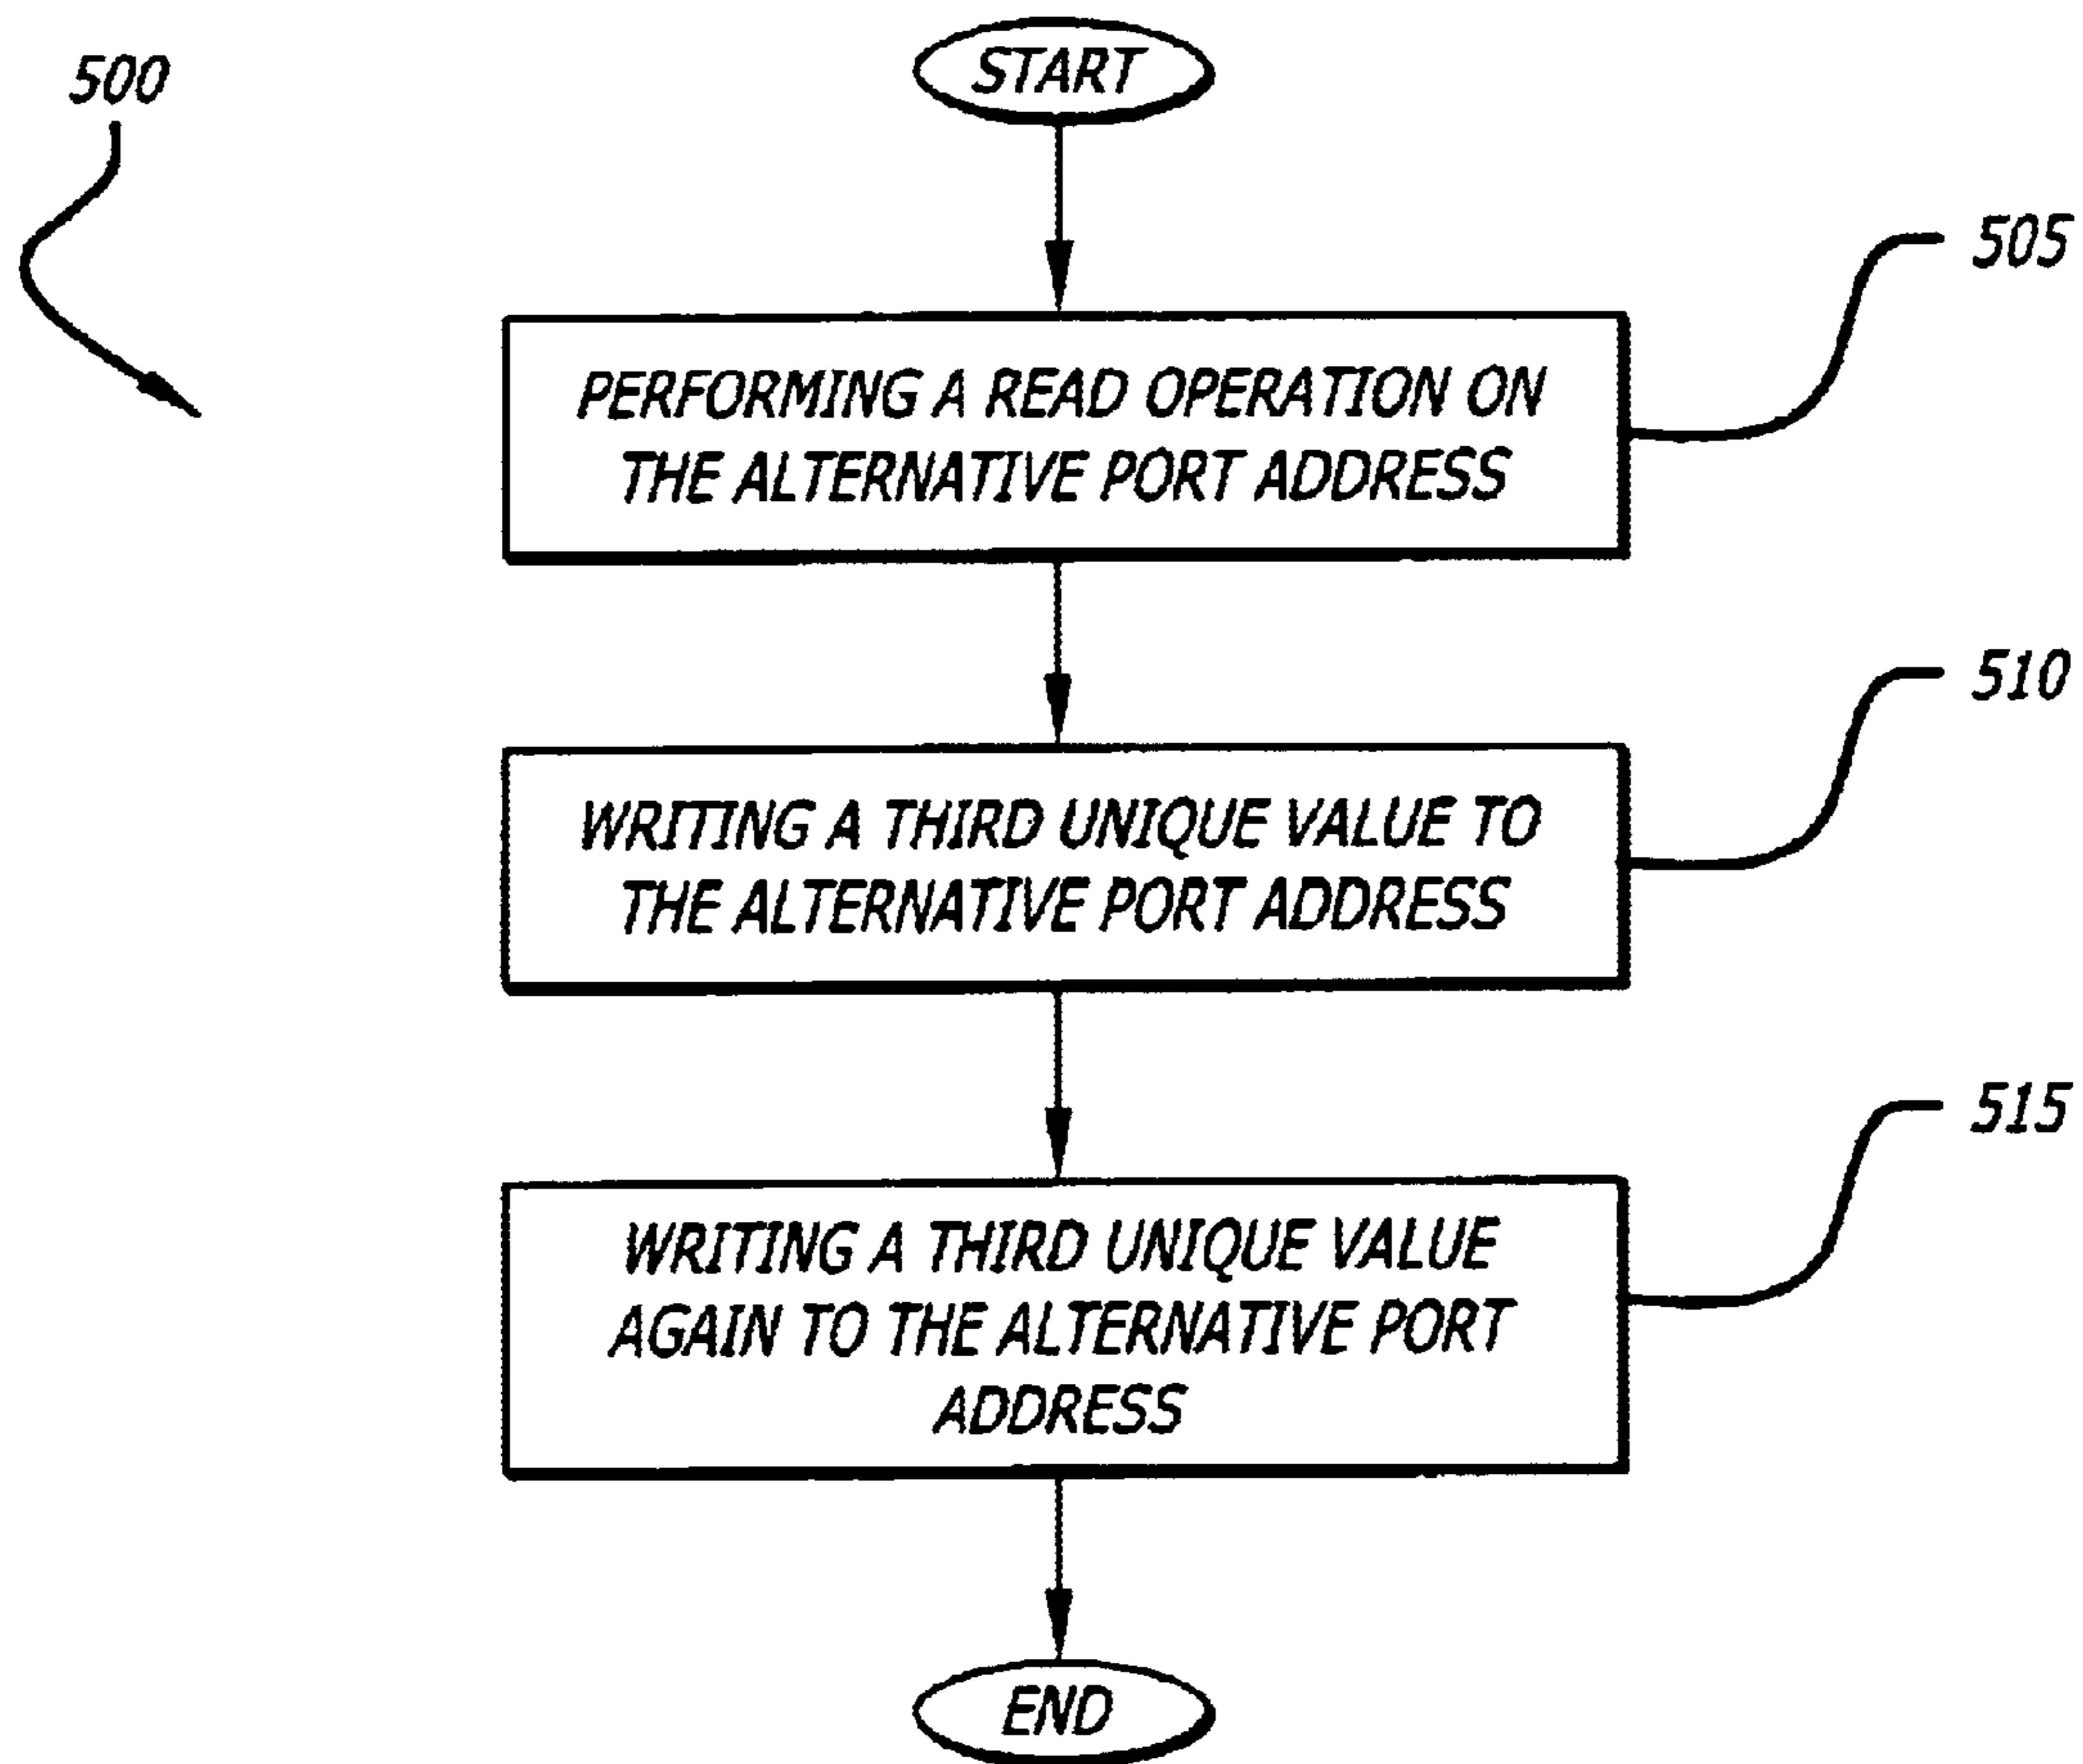 START
500
505
PERFORMING A READ OPERATION ON
THE ALTERNATIVE PORT ADDRESS
510
WRITING A THIRD UNIQUE VALUE TO
THE ALTERNATIVE PORT ADDRESS
515
WRITING A THIRD UNIQUE VALUE
AGAIN TO THE ALTERNATIVE PORT
ADDRESS
END